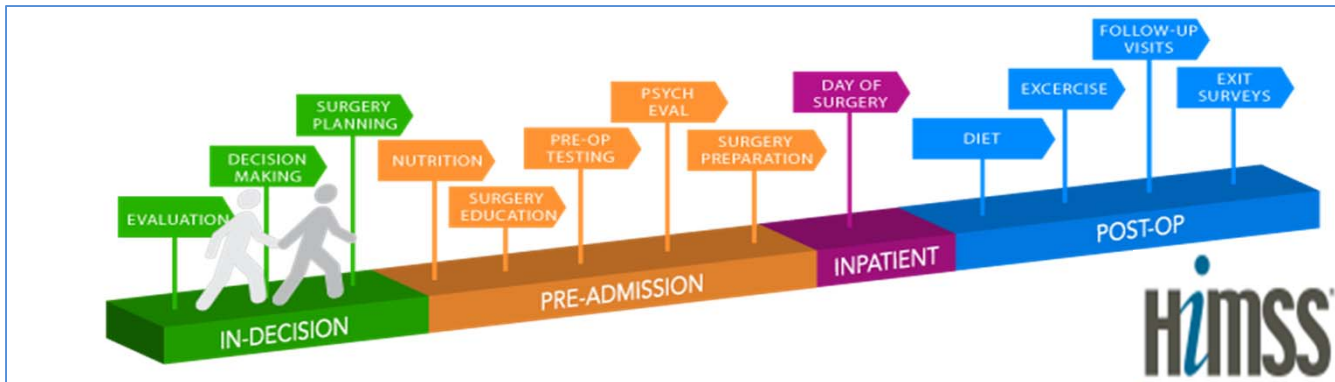 EVALUATION
DECISION
MAKING
SURGERY
PLANNING
NUTRITION
SURGERY
EDUCATION
PRE-OP
TESTING
PSYCH
EVAL
SURGERY
PREPARATION
DAY OF
SURGERY
DIET
EXCERCISE
FOLLOW-UP
VISITS
EXIT
SURVEYS
IN-DECISION
PRE-ADMISSION
INPATIENT
POST-OP
HiMSS